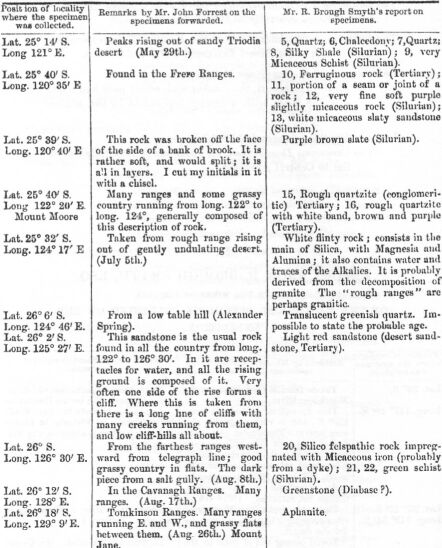 Position of locality
where the specimen
was collected.
Remarks by Mr. John Forrest on the
specimens forwarded.
Mr. R. Brough Smyth's report on
specimens.
Lat. 25° 14′ S.
Long 121° E.
Peaks rising out of sandy Triodia
desert (May 29th.)
5, Quartz; 6, Chalcedony; 7, Quartz;
8, Silky Shale (Silurian); 9, very
Micaceous Schist (Silurian).
Lat. 25° 40′ S.
Long. 120° 35′ E
Found in the Frere Ranges.
10, Ferruginous rock (Tertiary);
11, portion of a seam or joint of a
rock; 12, very fine soft purple
slightly micaceous rock (Silurian);
13, white micaceous slaty sandstone
(Silurian).
Lat. 25° 39′ S.
Long. 120° 40′ E
This rock was broken off the face
of the side of a bank of brook. It is
rather soft, and would split; it is
all in layers. I cut my initials in it
with a chisel.
Purple brown slate (Silurian).
Lat. 25° 40′ S.
Long 122° 20′ E.
Mount Moore
Many ranges and some grassy
country running from long. 122° to
long. 124°, generally composed of
this description of rock.
15, Rough quartzite (conglomeri-
tic) Tertiary; 16, rough quartzite
with white band, brown and purple
(Tertiary).
Lat. 25° 32′ S.
Long. 124° 17′ E
Taken from rough range rising
out of gently undulating desert.
(July 5th.)
White flinty rock; consists in the
main of Silica, with Magnesia and
Alumina; it also contains water and
traces of the Alkalies. It is probably
derived from the decomposition of
granite The "rough ranges" are
perhaps granitic.
Lat. 26° 6′ S.
Long. 124° 46′ E.
From a low table hill (Alexander
Spring).
Translucent greenish quartz. Im-
possible to state the probable age.
Lat. 26° 2′ S.
Long. 125° 27′ E.
This sandstone is the usual rock
found in all the country from long.
122° to 126° 30′. In it are recep-
tacles for water, and all the rising
ground is composed of it. Very
often one side of the rise forms a
cliff. Where this is taken from
there is a long line of cliffs with
many creeks running from them,
and low cliff-hills all about.
Light red sandstone (desert sand-
stone, Tertiary).
Lat. 26° S.
Long. 126° 30′ E.
From the farthest ranges west-
ward from telegraph line; good
grassy country in flats. The dark
piece from a salt gully. (Aug. 8th.)
20, Silico felspathic rock impreg-
nated with Micaceous iron (probably
from a dyke); 21, 22, green schist
(Silurian).
Lat. 26° 12′ S.
Long. 128° E.
In the Cavanagh Ranges. Many
ranges. (Aug. 17th.)
Greenstone (Diabase ?).
Lat. 26° 18′ S.
Long. 129° 9′ E.
Tomkinson Ranges. Many ranges
running E. and W., and grassy flats
between them. (Aug. 26th.) Mount
Jane.
Aphanite.